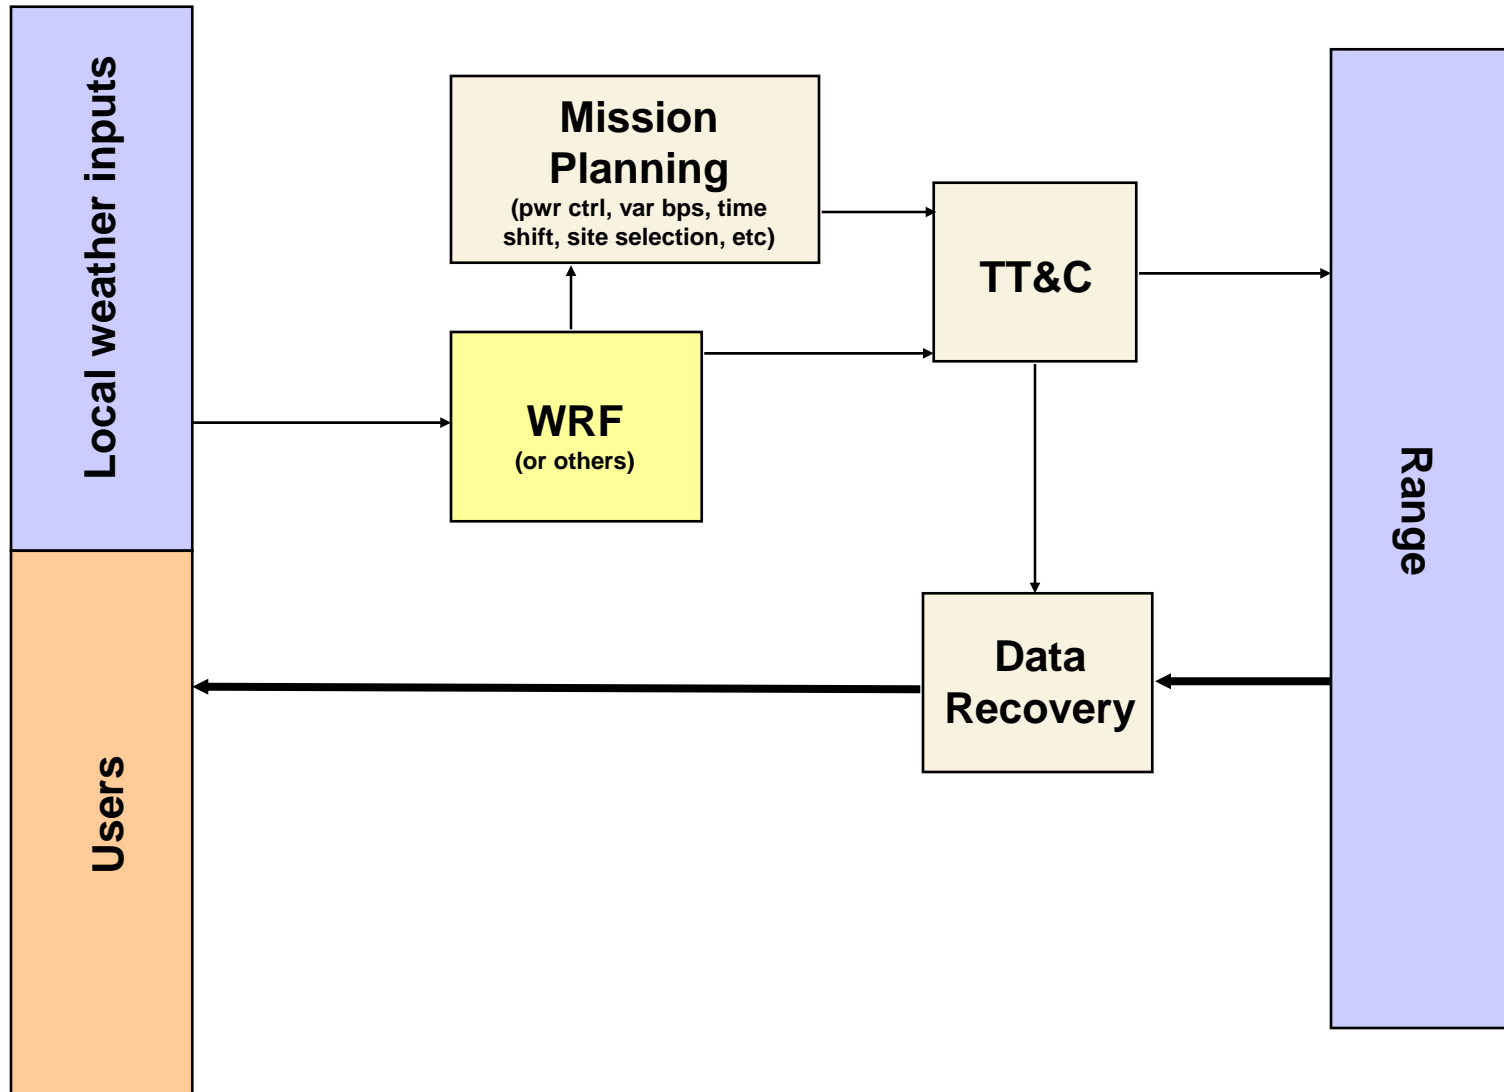 Local weather inputs
Mission
Planning
(pwr ctrl, var bps, time
shift, site selection, etc)
TT&C
WRF
(or others)
Range
Data
Recovery
Users